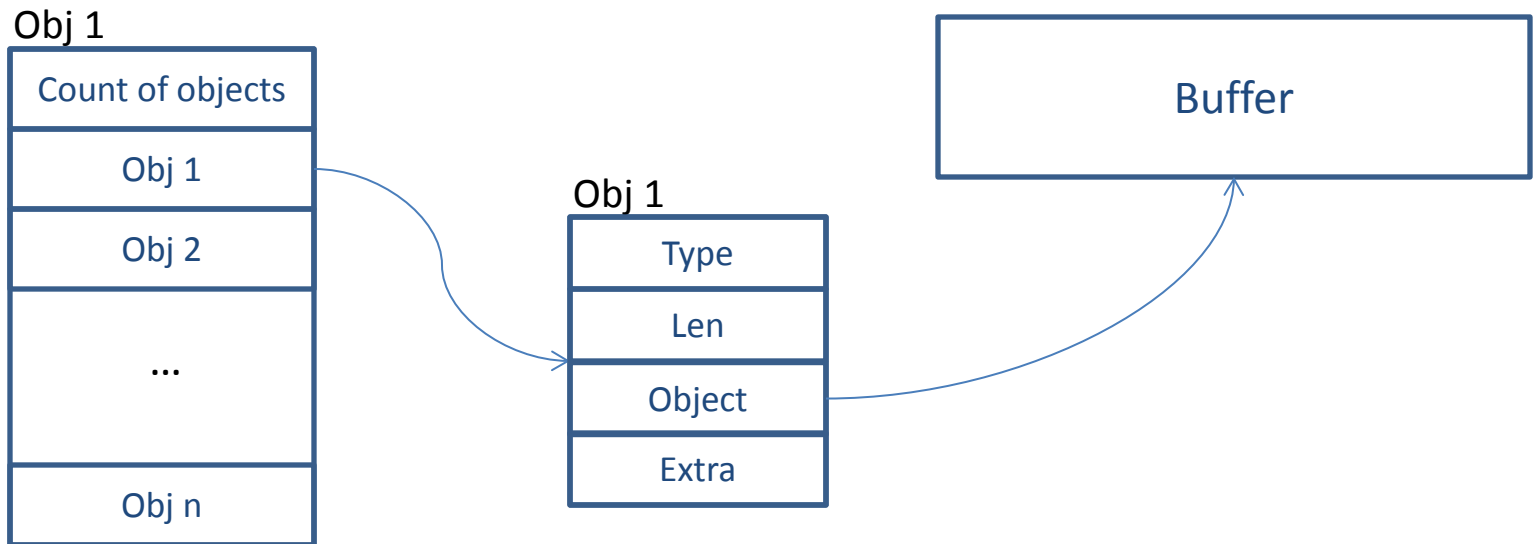 Obj 1
Count of objects
Obj 1
Obj 2
...
Obj n
Obj 1
Type
Len
Object
Extra
Buffer